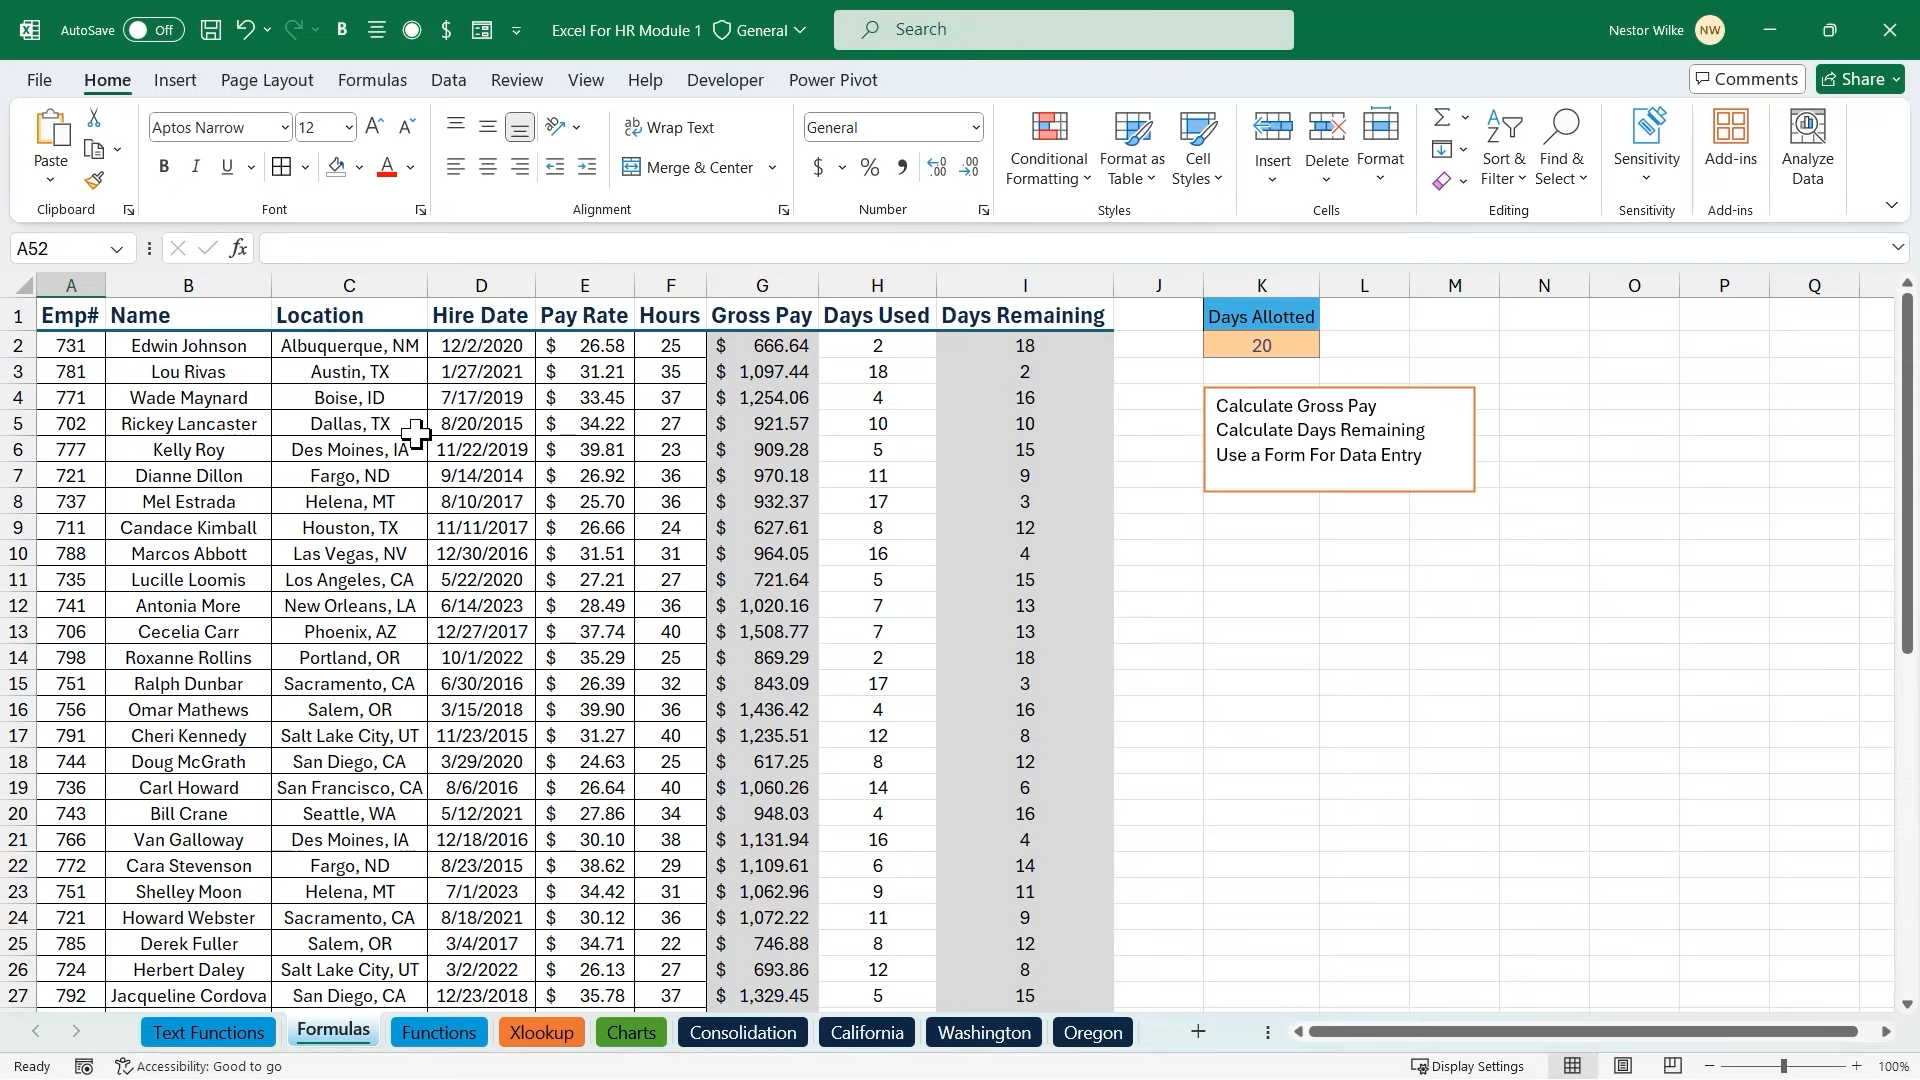 AutoSave Off B $ Excel For HR Module 1 General Search Nestor Wilke NW
File Home Insert Page Layout Formulas Data Review View Help Developer Power Pivot Comments Share
Paste Aptos Narrow 12 A A ab Wrap Text General Conditional Formatting Format as Table Cell Styles Insert Delete Format Sort & Filter Find & Select Sensitivity Add-ins Analyze Data
B I U A Merge & Center $ % 9
Clipboard Font Alignment Number Styles Cells Editing Sensitivity Add-ins
A52 fx
A B C D E F G H I J K L M N O P Q
1 Emp# Name Location Hire Date Pay Rate Hours Gross Pay Days Used Days Remaining Days Allotted
2 731 Edwin Johnson Albuquerque, NM 12/2/2020 $ 26.58 25 $ 666.64 2 18 20
3 781 Lou Rivas Austin, TX 1/27/2021 $ 31.21 35 $ 1,097.44 18 2
4 771 Wade Maynard Boise, ID 7/17/2019 $ 33.45 37 $ 1,254.06 4 16
5 702 Rickey Lancaster Dallas, TX 8/20/2015 $ 34.22 27 $ 921.57 10 10
6 777 Kelly Roy Des Moines, IA 11/22/2019 $ 39.81 23 $ 909.28 5 15
7 721 Dianne Dillon Fargo, ND 9/14/2014 $ 26.92 36 $ 970.18 11 9
8 737 Mel Estrada Helena, MT 8/10/2017 $ 25.70 36 $ 932.37 17 3
9 711 Candace Kimball Houston, TX 11/11/2017 $ 26.66 24 $ 627.61 8 12
10 788 Marcos Abbott Las Vegas, NV 12/30/2016 $ 31.51 31 $ 964.05 16 4
11 735 Lucille Loomis Los Angeles, CA 5/22/2020 $ 27.21 27 $ 721.64 5 15
12 741 Antonia More New Orleans, LA 6/14/2023 $ 28.49 36 $ 1,020.16 7 13
13 706 Cecelia Carr Phoenix, AZ 12/27/2017 $ 37.74 40 $ 1,508.77 7 13
14 798 Roxanne Rollins Portland, OR 10/1/2022 $ 35.29 25 $ 869.29 2 18
15 751 Ralph Dunbar Sacramento, CA 6/30/2016 $ 26.39 32 $ 843.09 17 3
16 756 Omar Mathews Salem, OR 3/15/2018 $ 39.90 36 $ 1,436.42 4 16
17 791 Cheri Kennedy Salt Lake City, UT 11/23/2015 $ 31.27 40 $ 1,235.51 12 8
18 744 Doug McGrath San Diego, CA 3/29/2020 $ 24.63 25 $ 617.25 8 12
19 736 Carl Howard San Francisco, CA 8/6/2016 $ 26.64 40 $ 1,060.26 14 6
20 743 Bill Crane Seattle, WA 5/12/2021 $ 27.86 34 $ 948.03 4 16
21 766 Van Galloway Des Moines, IA 12/18/2016 $ 30.10 38 $ 1,131.94 16 4
22 772 Cara Stevenson Fargo, ND 8/23/2015 $ 38.62 29 $ 1,109.61 6 14
23 751 Shelley Moon Helena, MT 7/1/2023 $ 34.42 31 $ 1,062.96 9 11
24 721 Howard Webster Sacramento, CA 8/18/2021 $ 30.12 36 $ 1,072.22 11 9
25 785 Derek Fuller Salem, OR 3/4/2017 $ 34.71 22 $ 746.88 8 12
26 724 Herbert Daley Salt Lake City, UT 3/2/2022 $ 26.13 27 $ 693.86 12 8
27 792 Jacqueline Cordova San Diego, CA 12/23/2018 $ 35.78 37 $ 1,329.45 5 15
Calculate Gross Pay
Calculate Days Remaining
Use a Form For Data Entry
Text Functions Formulas Functions Xlookup Charts Consolidation California Washington Oregon
Ready Accessibility: Good to go Display Settings 100%